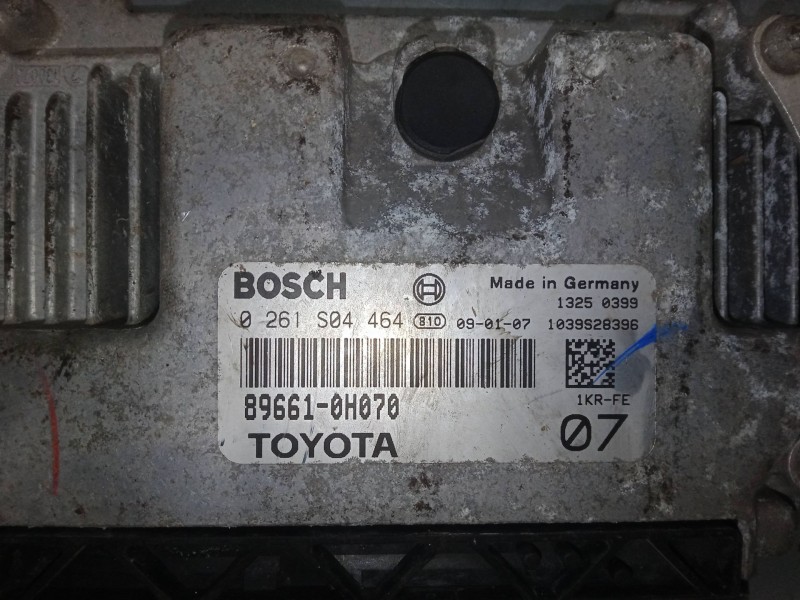 BOSCH
Made in Germany
1325 0399
0 261 S04 464 810 09-01-07 1039S28396
89661-0H070
1KR-FE
TOYOTA
07